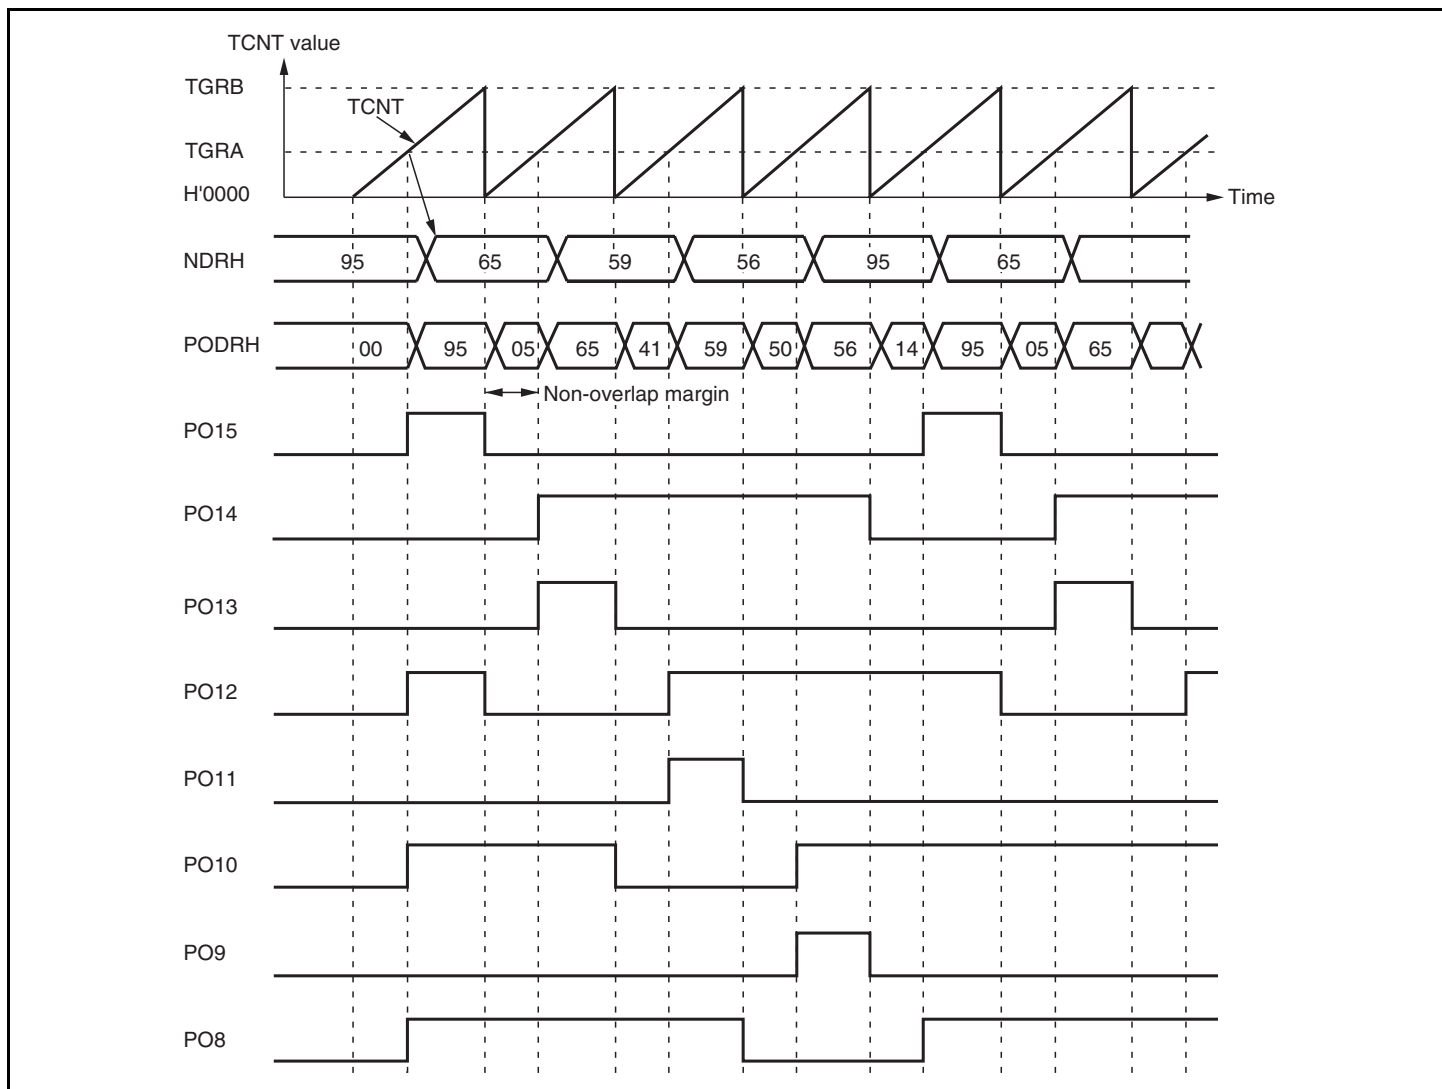 TCNT value
TGRB
TCNT
TGRA
H'0000
Time
NDRH 95 65 59 56 95 65
PODRH 00 95 05 65 41 59 50 56 14 95 05 65
Non-overlap margin
PO15
PO14
PO13
PO12
PO11
PO10
PO9
PO8